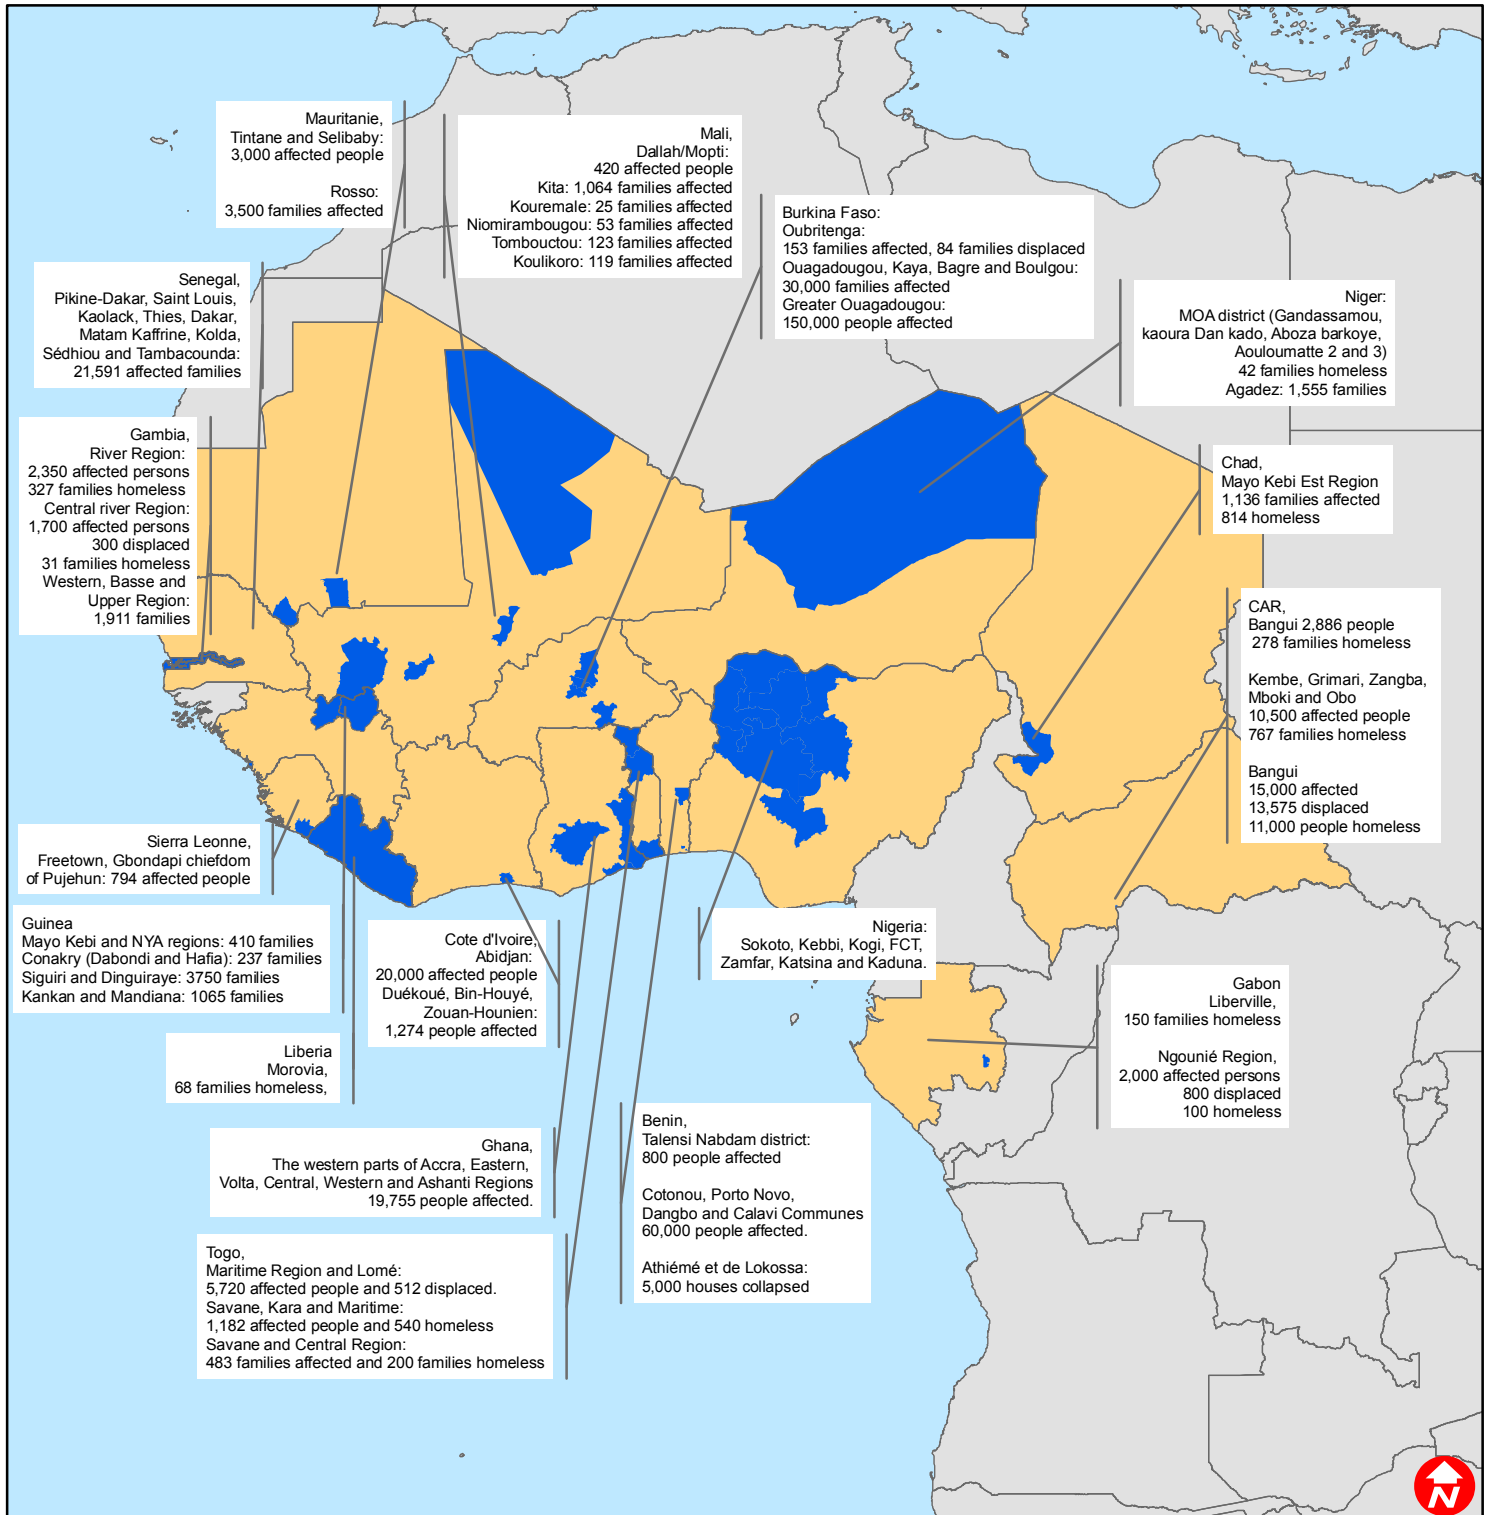 Mauritanie,
Tintane and Selibaby:
3,000 affected people
Rosso:
3,500 families affected
Mali,
Dallah/Mopti:
420 affected people
Kita: 1,064 families affected
Kouremale: 25 families affected
Niomirambougou: 53 families affected
Tombouctou: 123 families affected
Koulikoro: 119 families affected
Burkina Faso:
Oubritenga:
153 families affected, 84 families displaced
Ouagadougou, Kaya, Bagre and Boulgou:
30,000 families affected
Greater Ouagadougou:
150,000 people affected
Niger:
MOA district (Gandassamou,
kaoura Dan kado, Aboza barkoye,
Aouloumatte 2 and 3)
42 families homeless
Agadez: 1,555 families
Senegal,
Pikine-Dakar, Saint Louis,
Kaolack, Thies, Dakar,
Matam Kaffrine, Kolda,
Sédhiou and Tambacounda:
21,591 affected families
Gambia,
River Region:
2,350 affected persons
327 families homeless
Central river Region:
1,700 affected persons
300 displaced
31 families homeless
Western, Basse and
Upper Region:
1,911 families
Chad,
Mayo Kebi Est Region
1,136 families affected
814 homeless
CAR,
Bangui 2,886 people
278 families homeless
Kembe, Grimari, Zangba,
Mboki and Obo
10,500 affected people
767 families homeless
Bangui
15,000 affected
13,575 displaced
11,000 people homeless
Sierra Leonne,
Freetown, Gbondapi chiefdom
of Pujehun: 794 affected people
Guinea
Mayo Kebi and NYA regions: 410 families
Conakry (Dabondi and Hafia): 237 families
Siguiri and Dinguiraye: 3750 families
Kankan and Mandiana: 1065 families
Cote d'Ivoire,
Abidjan:
20,000 affected people
Duékoué, Bin-Houyé,
Zouan-Hounien:
1,274 people affected
Nigeria:
Sokoto, Kebbi, Kogi, FCT,
Zamfar, Katsina and Kaduna.
Gabon
Liberville,
150 families homeless
Ngounié Region,
2,000 affected persons
800 displaced
100 homeless
Liberia
Morovia,
68 families homeless,
Ghana,
The western parts of Accra, Eastern,
Volta, Central, Western and Ashanti Regions
19,755 people affected.
Benin,
Talensi Nabdam district:
800 people affected
Cotonou, Porto Novo,
Dangbo and Calavi Communes
60,000 people affected.
Athiémé et de Lokossa:
5,000 houses collapsed
Togo,
Maritime Region and Lomé:
5,720 affected people and 512 displaced.
Savane, Kara and Maritime:
1,182 affected people and 540 homeless
Savane and Central Region:
483 families affected and 200 families homeless
N